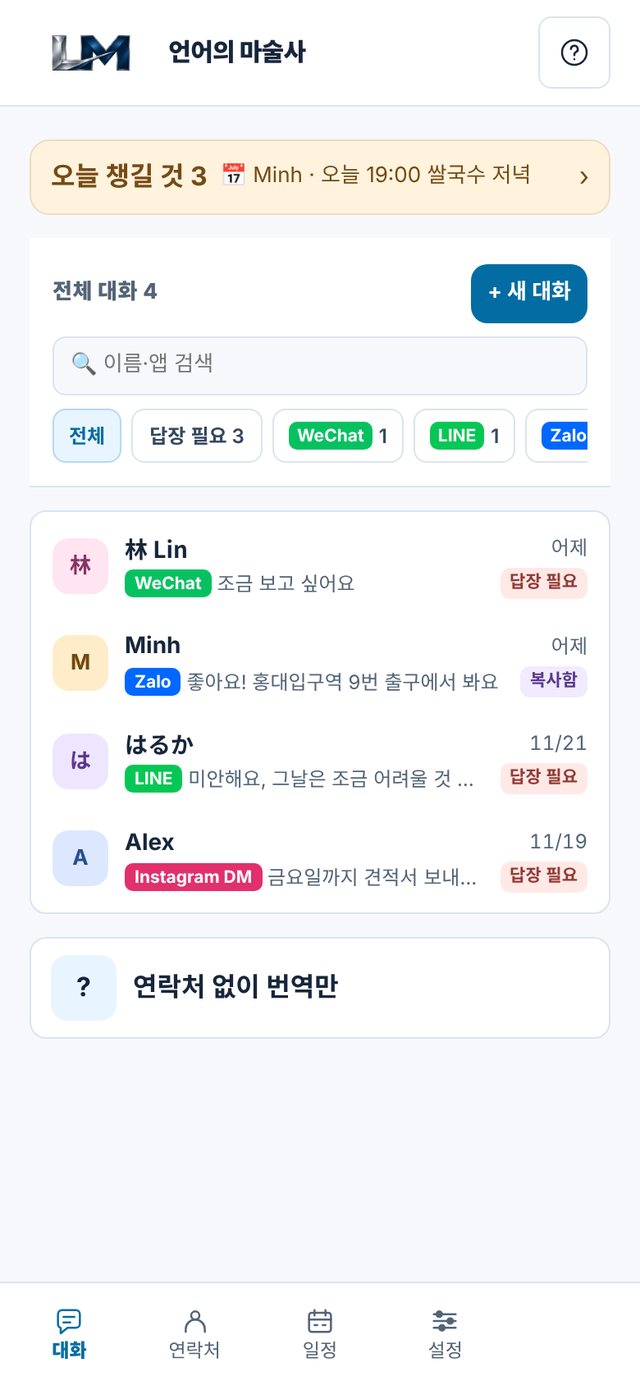 LM 언어의 마술사 ?
오늘 챙길 것 3 📅 Minh · 오늘 19:00 쌀국수 저녁 ›
전체 대화 4
+ 새 대화
🔍 이름·앱 검색
전체 답장 필요 3 WeChat 1 LINE 1 Zalo
林 林 Lin 어제
WeChat 조금 보고 싶어요 답장 필요
M Minh 어제
Zalo 좋아요! 홍대입구역 9번 출구에서 봐요 복사함
は はるか 11/21
LINE 미안해요, 그날은 조금 어려울 것 ... 답장 필요
A Alex 11/19
Instagram DM 금요일까지 견적서 보내... 답장 필요
? 연락처 없이 번역만
대화 연락처 일정 설정